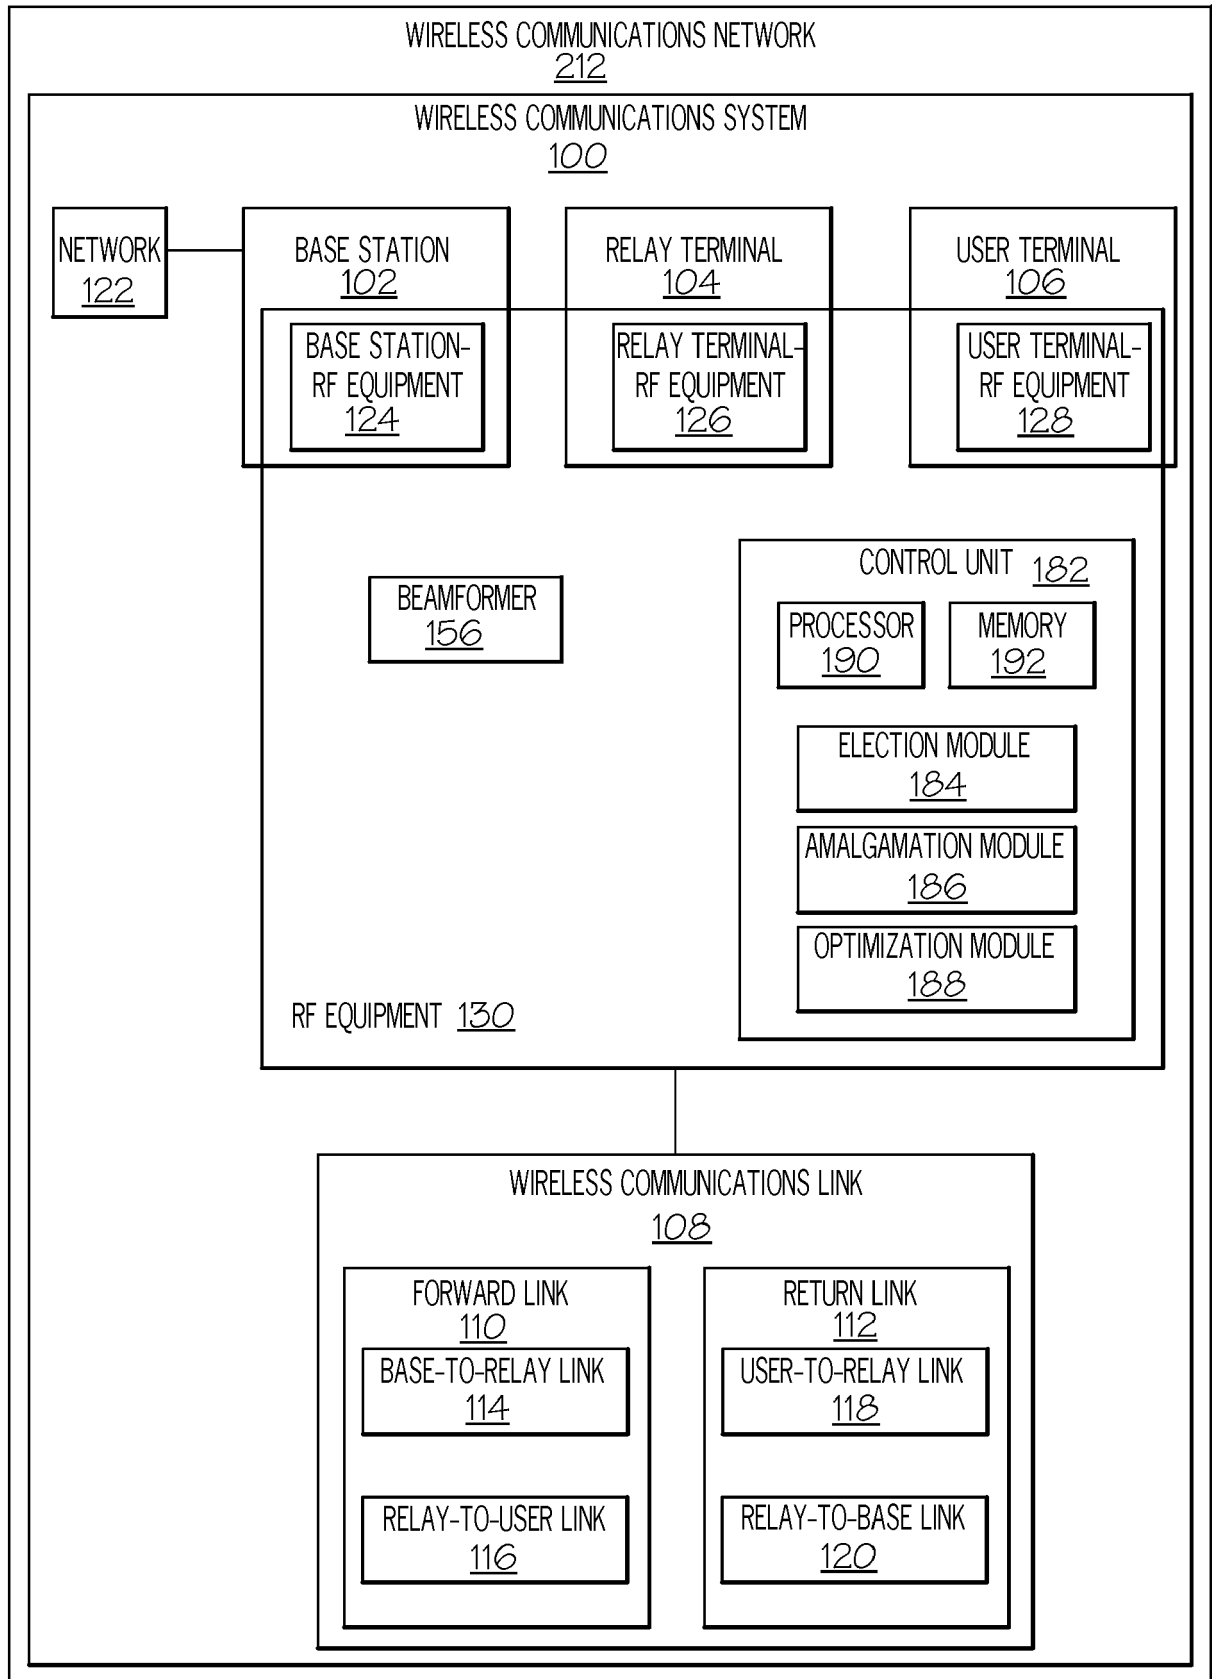 WIRELESS COMMUNICATIONS NETWORK
212
WIRELESS COMMUNICATIONS SYSTEM
100
NETWORK
122
BASE STATION
102
BASE STATION-
RF EQUIPMENT
124
RELAY TERMINAL
104
RELAY TERMINAL-
RF EQUIPMENT
126
USER TERMINAL
106
USER TERMINAL-
RF EQUIPMENT
128
BEAMFORMER
156
CONTROL UNIT 182
PROCESSOR
190
MEMORY
192
ELECTION MODULE
184
AMALGAMATION MODULE
186
OPTIMIZATION MODULE
188
RF EQUIPMENT 130
WIRELESS COMMUNICATIONS LINK
108
FORWARD LINK
110
BASE-TO-RELAY LINK
114
RELAY-TO-USER LINK
116
RETURN LINK
112
USER-TO-RELAY LINK
118
RELAY-TO-BASE LINK
120